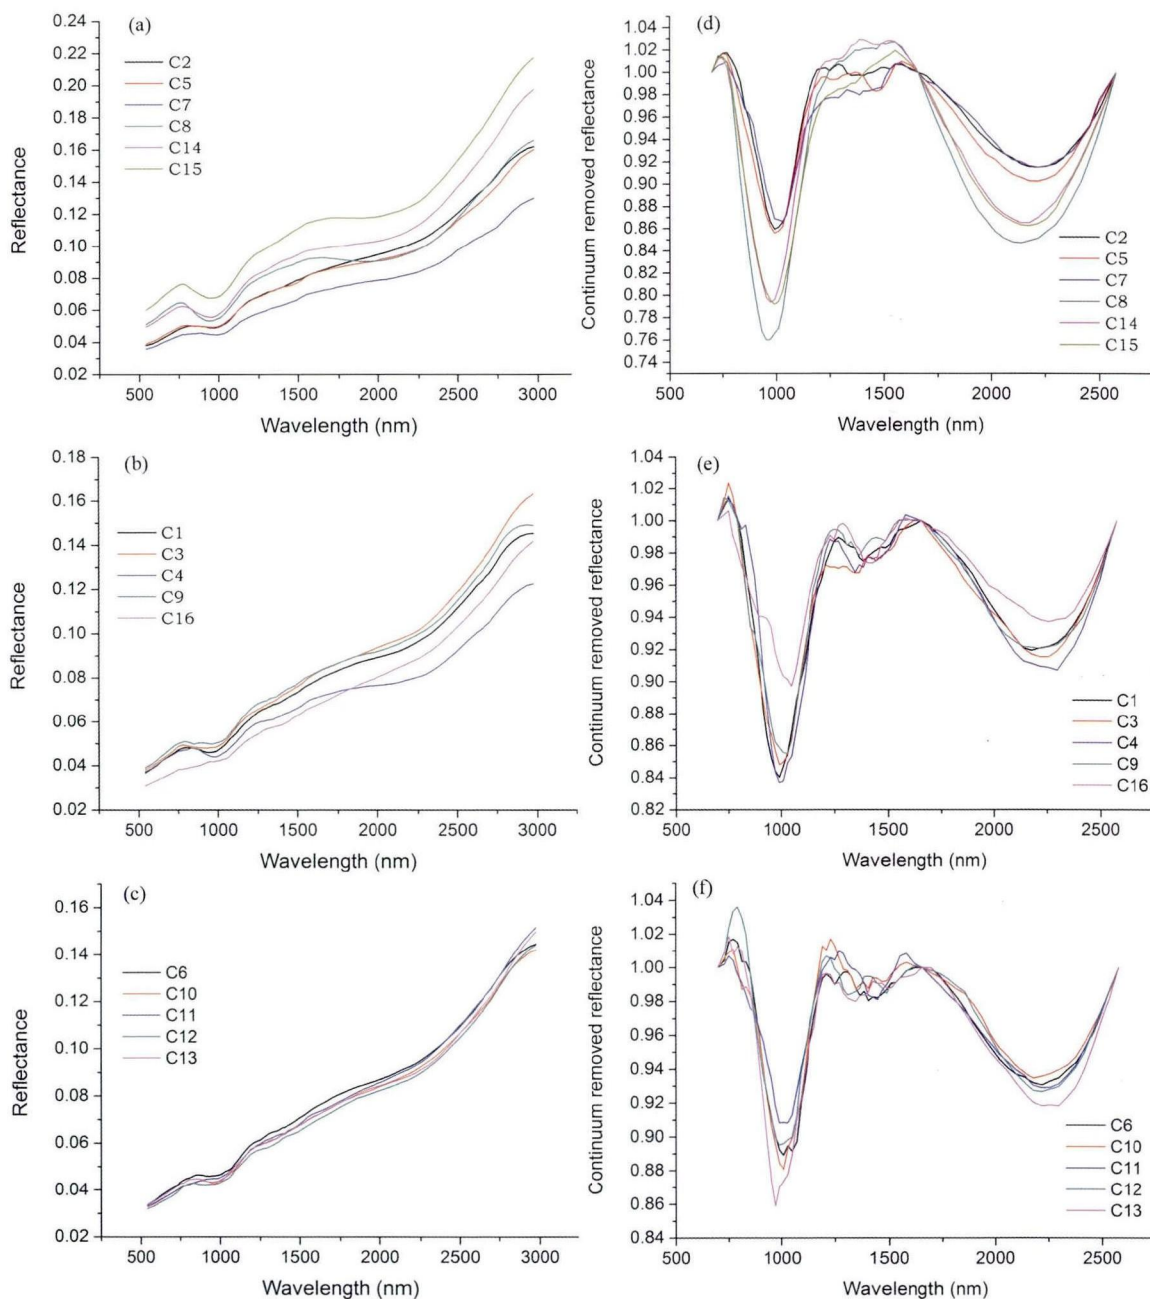 (a)
0.24
0.22
0.20
0.18
0.16
0.14
0.12
0.10
0.08
0.06
0.04
0.02
Reflectance
C2
C5
C7
C8
C14
C15
500 1000 1500 2000 2500 3000
Wavelength (nm)
(d)
1.04
1.02
1.00
0.98
0.96
0.94
0.92
0.90
0.88
0.86
0.84
0.82
0.80
0.78
0.76
0.74
0.72
Continuum removed reflectance
C2
C5
C7
C8
C14
C15
500 1000 1500 2000 2500
Wavelength (nm)
(b)
0.18
0.16
0.14
0.12
0.10
0.08
0.06
0.04
0.02
Reflectance
C1
C3
C4
C9
C16
500 1000 1500 2000 2500 3000
Wavelength (nm)
(e)
1.04
1.02
1.00
0.98
0.96
0.94
0.92
0.90
0.88
0.86
0.84
0.82
Continuum removed reflectance
C1
C3
C4
C9
C16
500 1000 1500 2000 2500
Wavelength (nm)
(c)
0.16
0.14
0.12
0.10
0.08
0.06
0.04
0.02
Reflectance
C6
C10
C11
C12
C13
500 1000 1500 2000 2500 3000
Wavelength (nm)
(f)
1.04
1.02
1.00
0.98
0.96
0.94
0.92
0.90
0.88
0.86
0.84
Continuum removed reflectance
C6
C10
C11
C12
C13
500 1000 1500 2000 2500
Wavelength (nm)